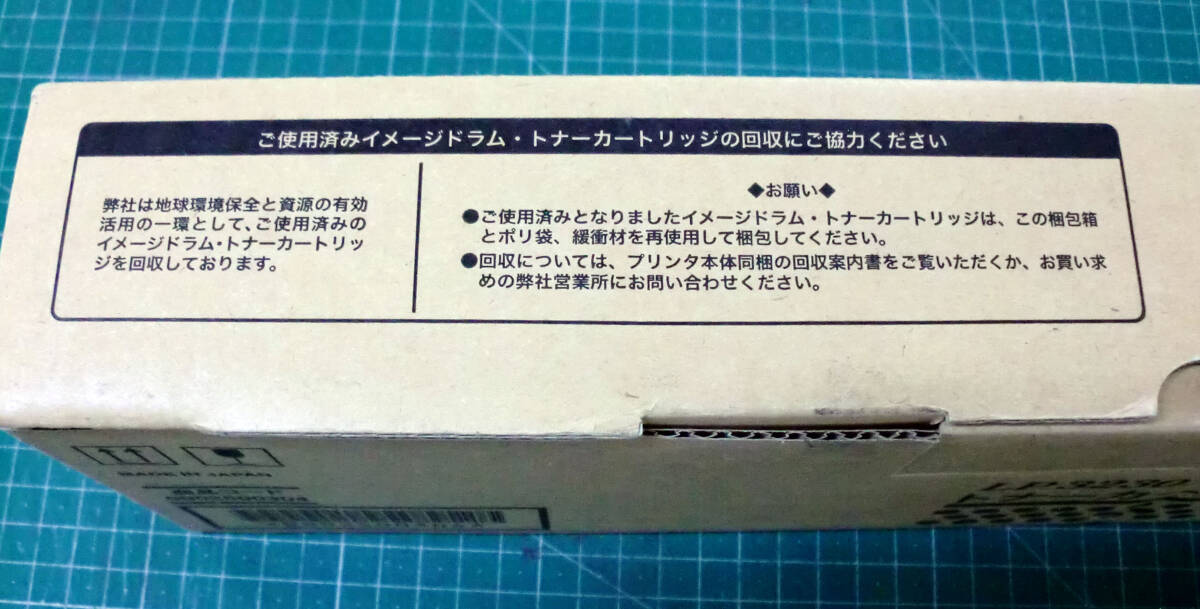 ご使用済みイメージドラム・トナーカートリッジの回収にご協力ください
弊社は地球環境保全と資源の有効
活用の一環として、ご使用済みの
イメージドラム・トナーカートリッ
ジを回収しております。
◆お願い◆
●ご使用済みとなりましたイメージドラム・トナーカートリッジは、この梱包箱
とポリ袋、緩衝材を再使用して梱包してください。
●回収については、プリンタ本体同梱の回収案内書をご覧いただくか、お買い求
めの弊社営業所にお問い合わせください。
MADE IN JAPAN
商品コード